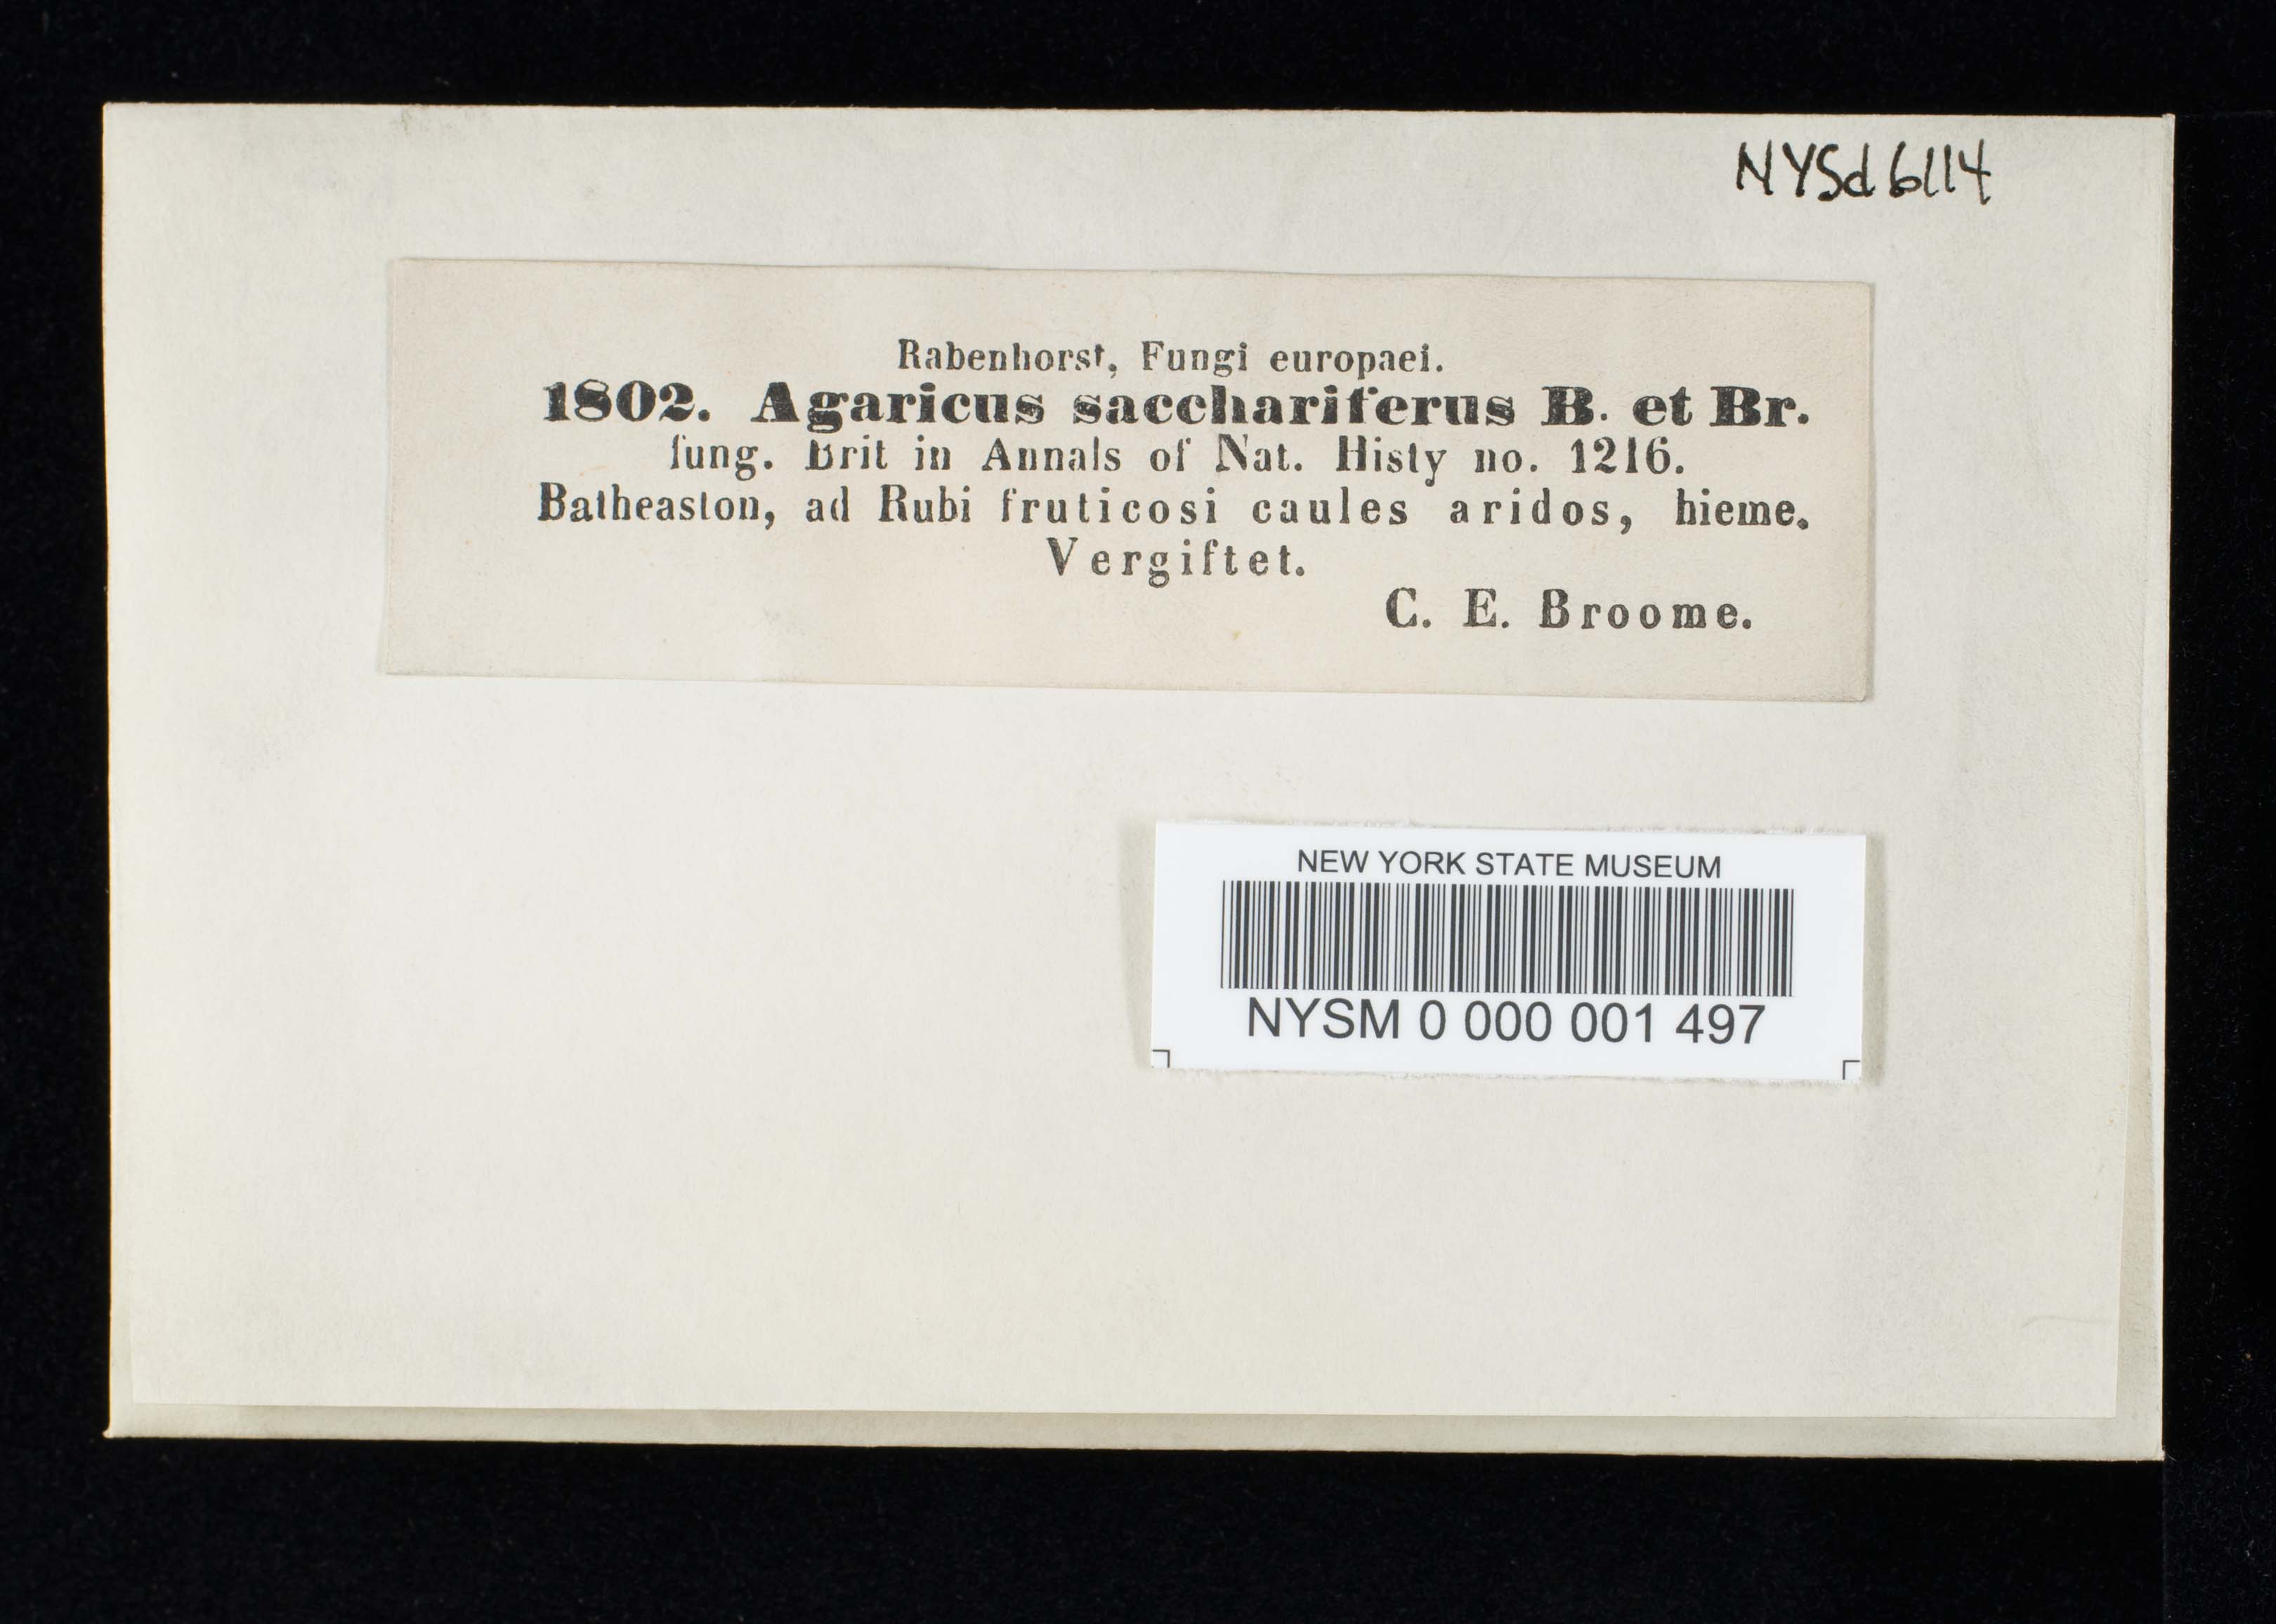 NYSd 6114
Rabenhorst, Fungi europaei.
1802. Agaricus sacchariferus B. et Br.
fung. Brit in Annals of Nat. Histy no. 1216.
Batheaston, ad Rubi fruticosi caules aridos, hieme.
Vergiftet.
C. E. Broome.
NEW YORK STATE MUSEUM
NYSM 0 000 001 497